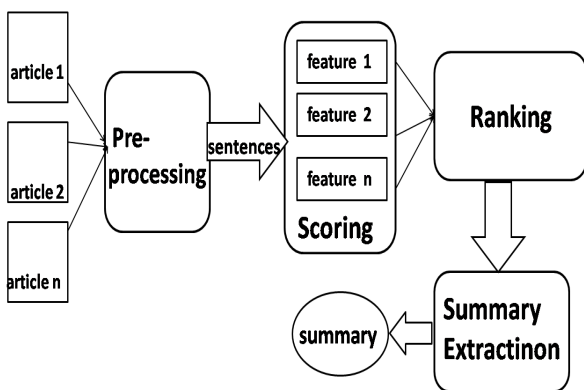 article 1
article 2
article n
Pre-
processing
sentences
feature 1
feature 2
feature n
Scoring
Ranking
Summary
Extractinon
summary